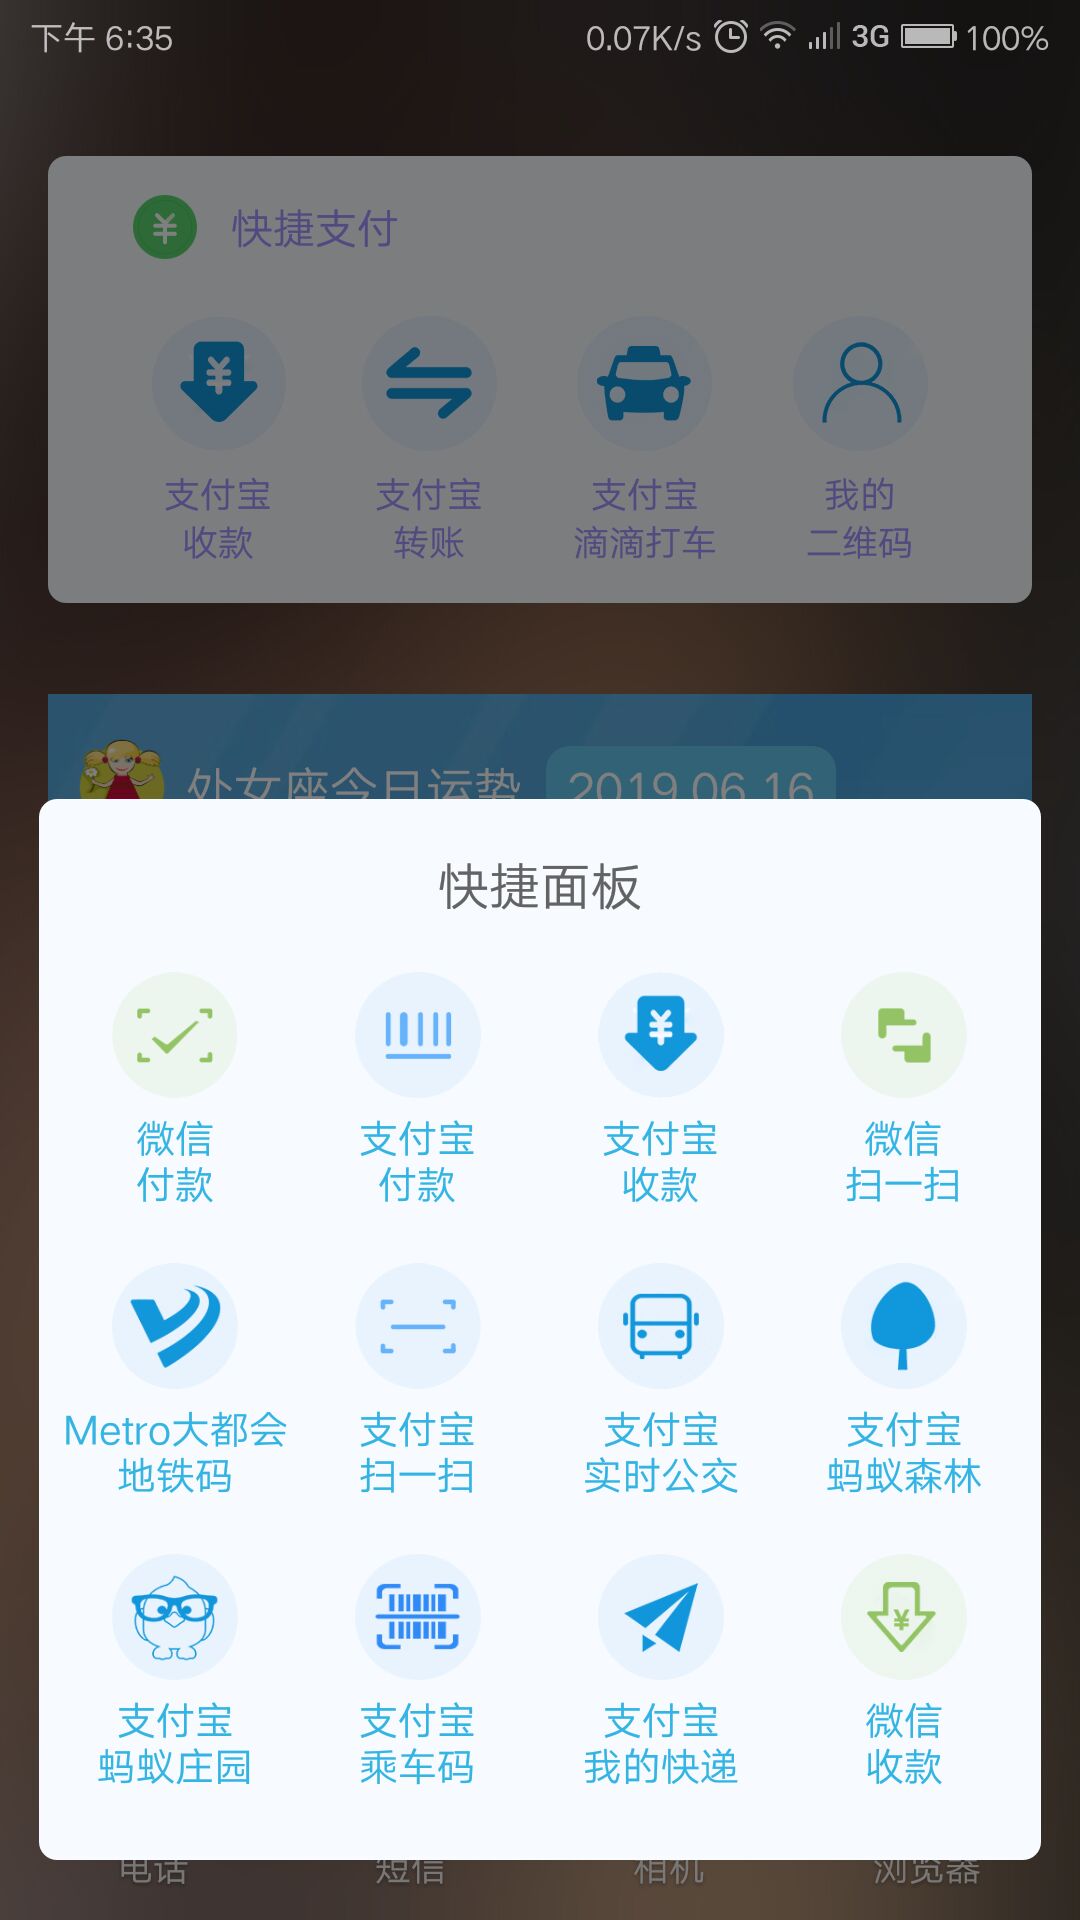 下午 6:35
0.07K/s 3G 100%
快捷支付
支付宝 支付宝 支付宝 我的
收款 转账 滴滴打车 二维码
处女座今日运势 2019.06.16
快捷面板
微信 支付宝 支付宝 微信
付款 付款 收款 扫一扫
Metro大都会 支付宝 支付宝 支付宝
地铁码 扫一扫 实时公交 蚂蚁森林
支付宝 支付宝 支付宝 微信
蚂蚁庄园 乘车码 我的快递 收款
电话 短信 相机 浏览器